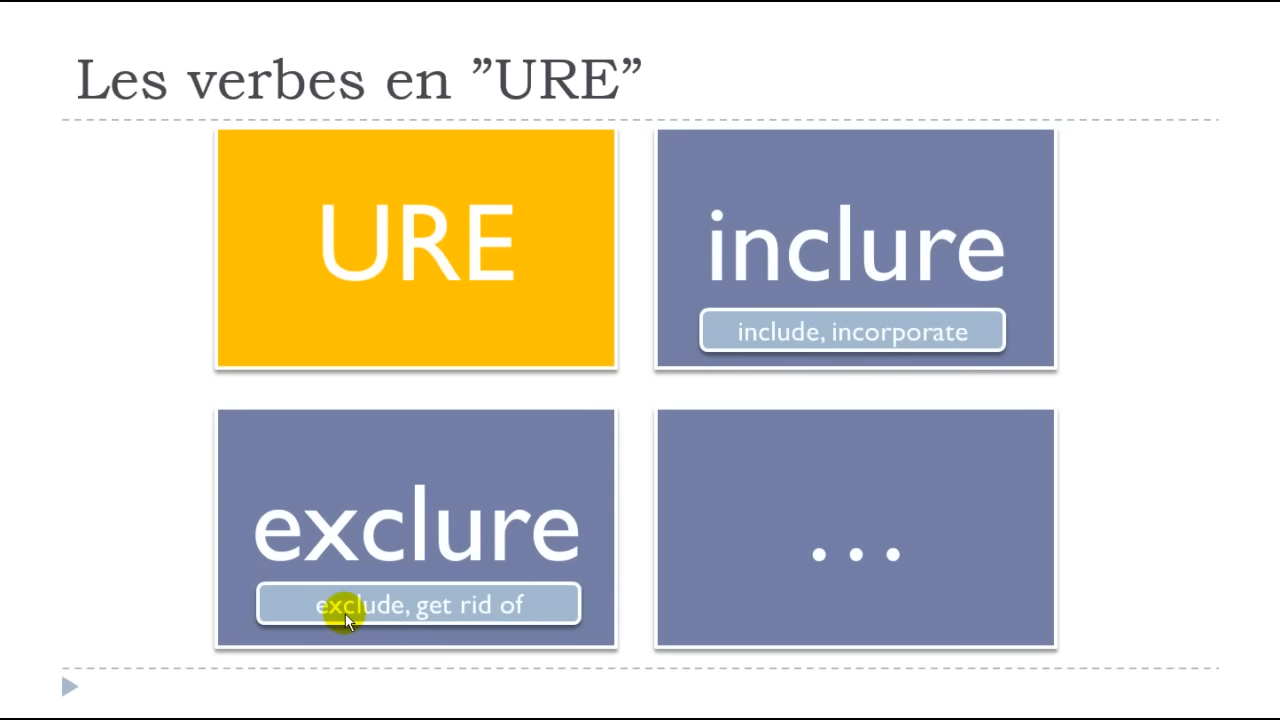 Les verbes en ”URE”
URE
inclure
include, incorporate
exclure
exclude, get rid of
...